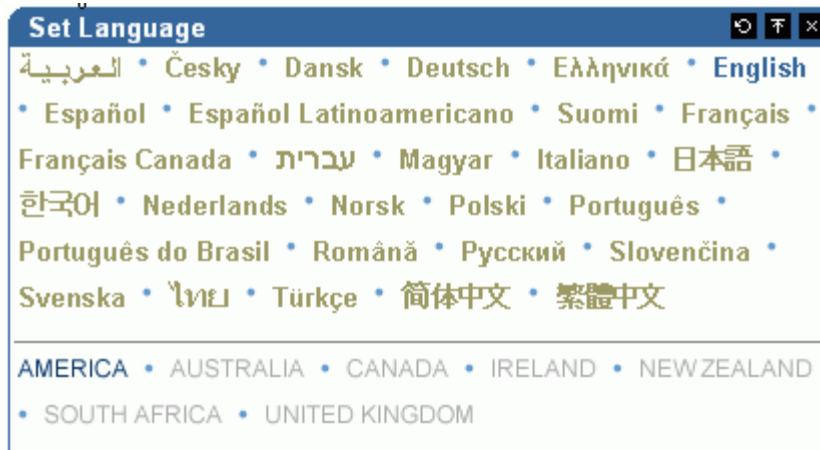 Set Language
العربية • Česky • Dansk • Deutsch • Ελληνικά • English
• Español • Español Latinoamericano • Suomi • Français •
Français Canada • עברית • Magyar • Italiano • 日本語 •
한국어 • Nederlands • Norsk • Polski • Português •
Português do Brasil • Română • Русский • Slovenčina •
Svenska • ไทย • Türkçe • 简体中文 • 繁體中文
AMERICA • AUSTRALIA • CANADA • IRELAND • NEW ZEALAND
• SOUTH AFRICA • UNITED KINGDOM